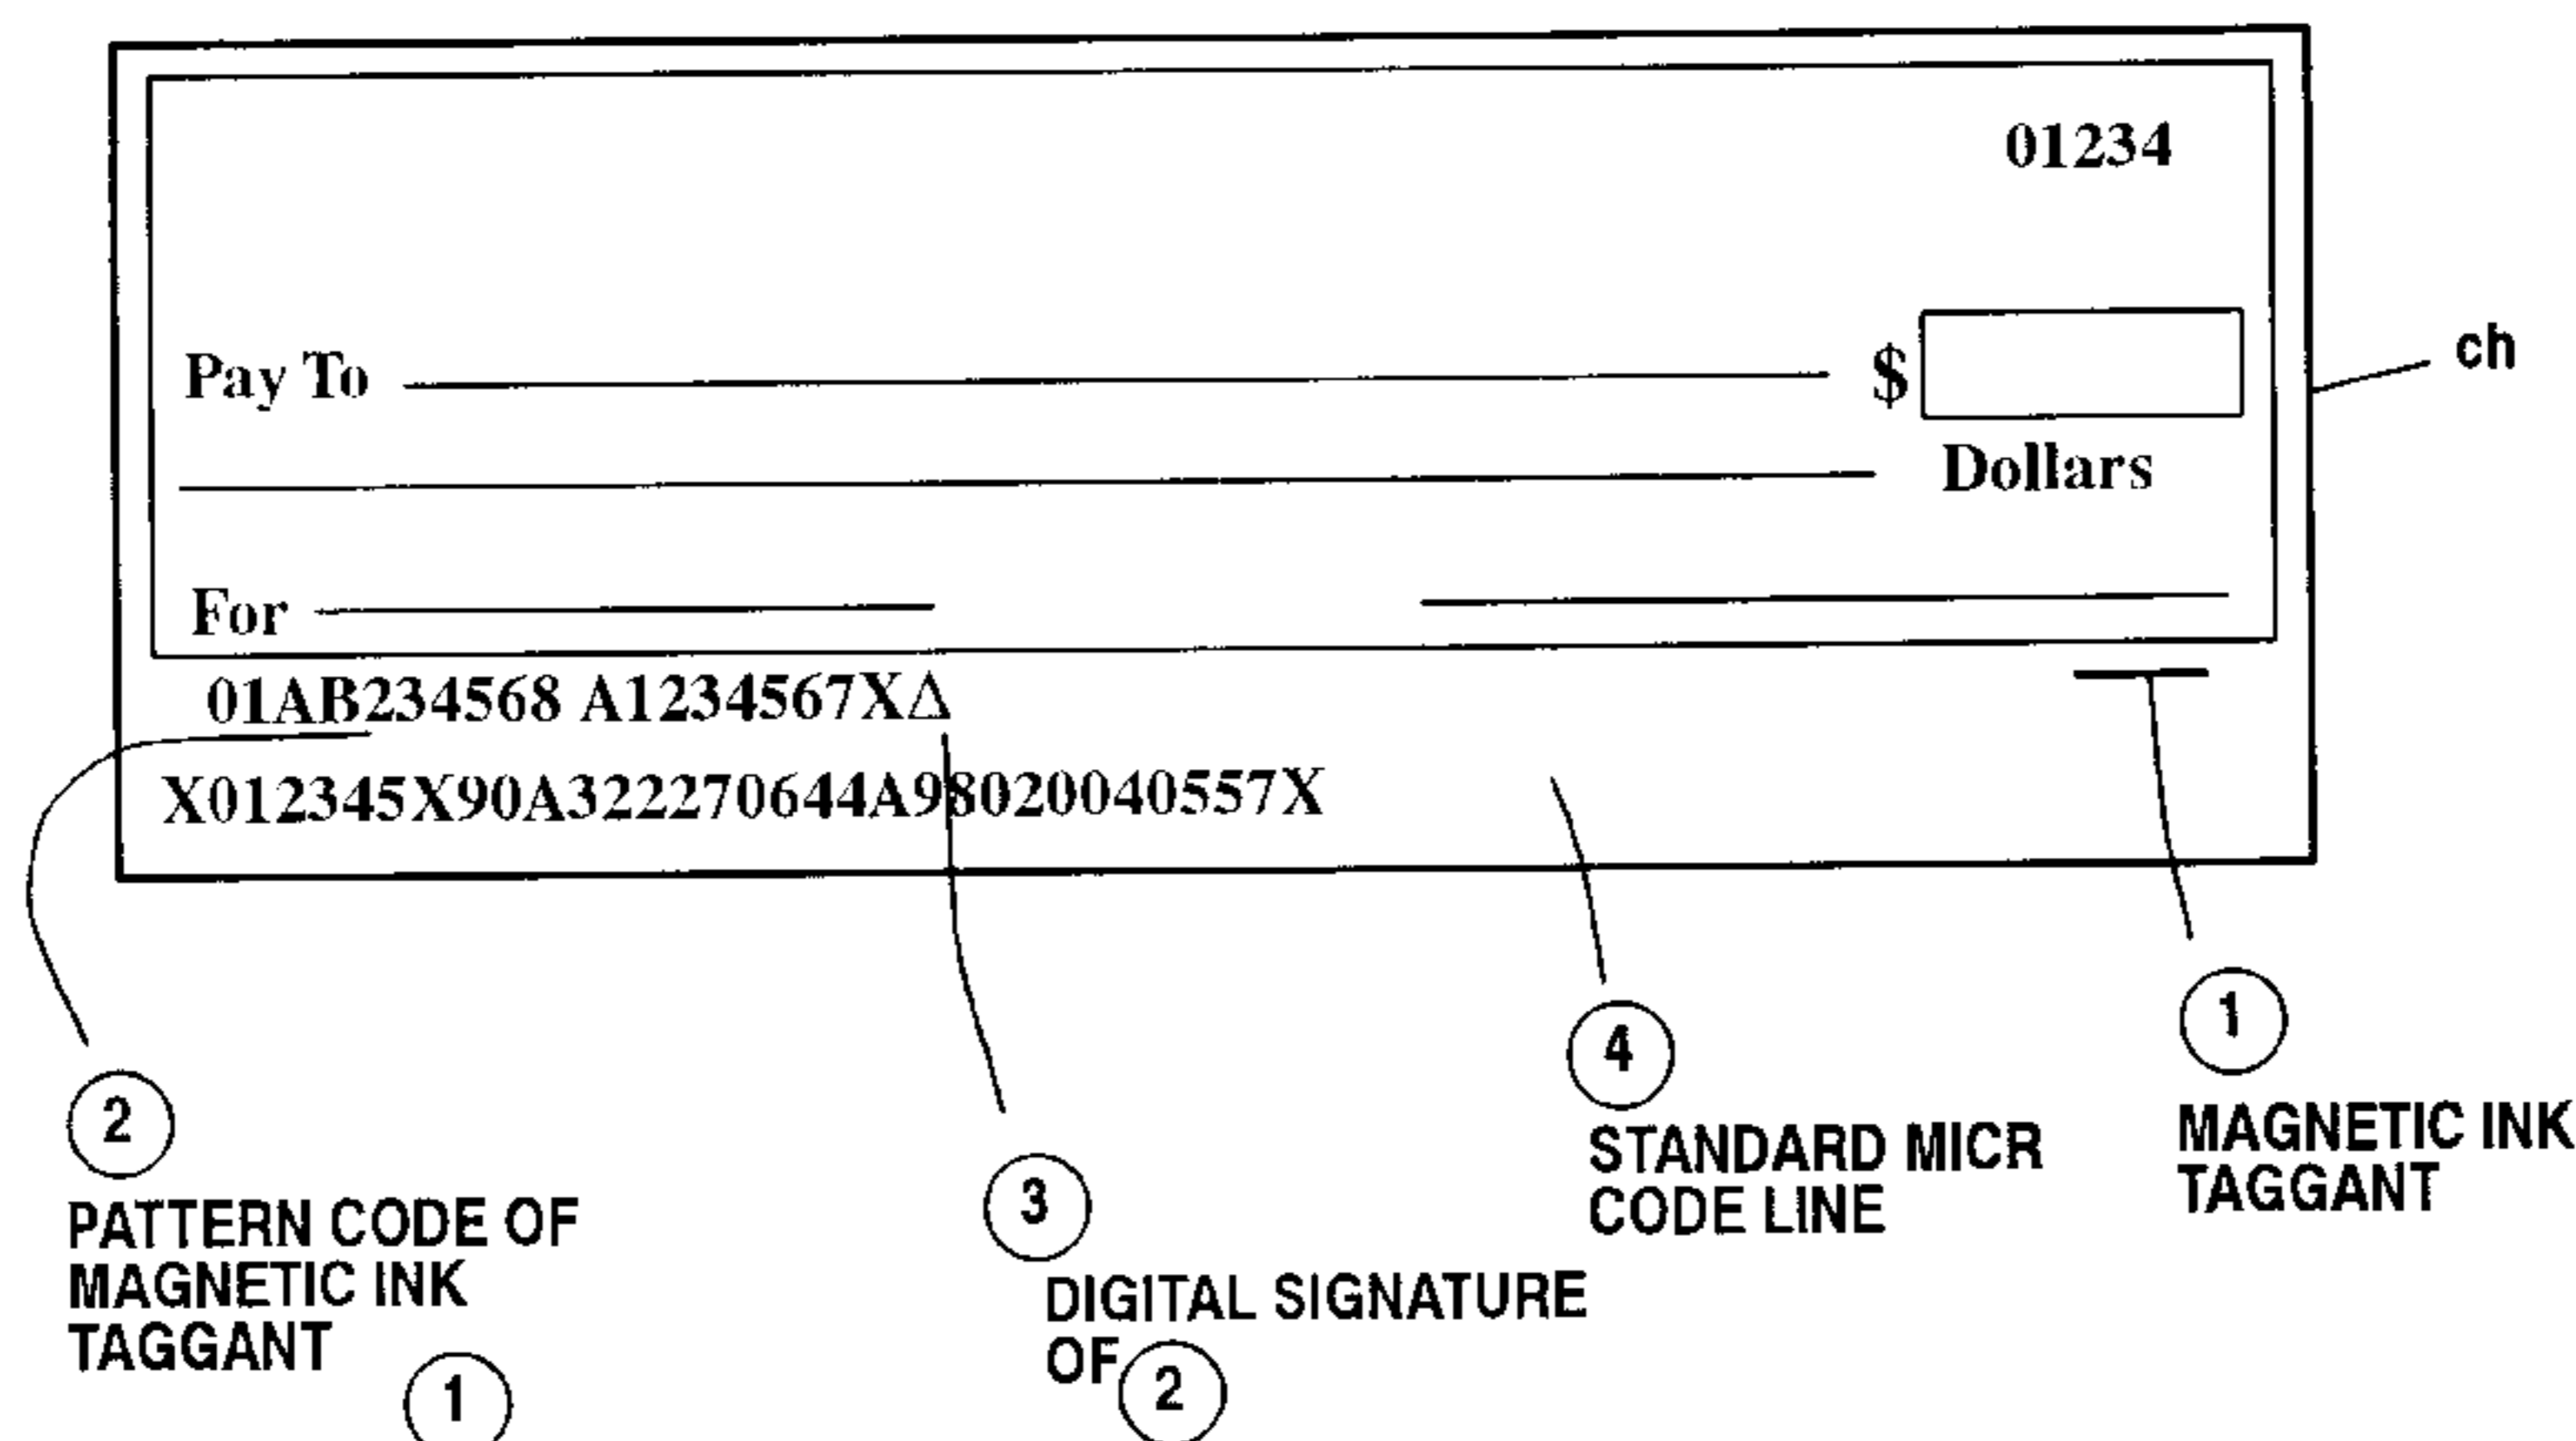 01234
Pay To $
ch
Dollars
For
01AB234568 A1234567XΔ
X012345X90A322270644A98020040557X
1
MAGNETIC INK
TAGGANT
4
STANDARD MICR
CODE LINE
2
PATTERN CODE OF
MAGNETIC INK
TAGGANT
1
3
DIGITAL SIGNATURE
OF 2